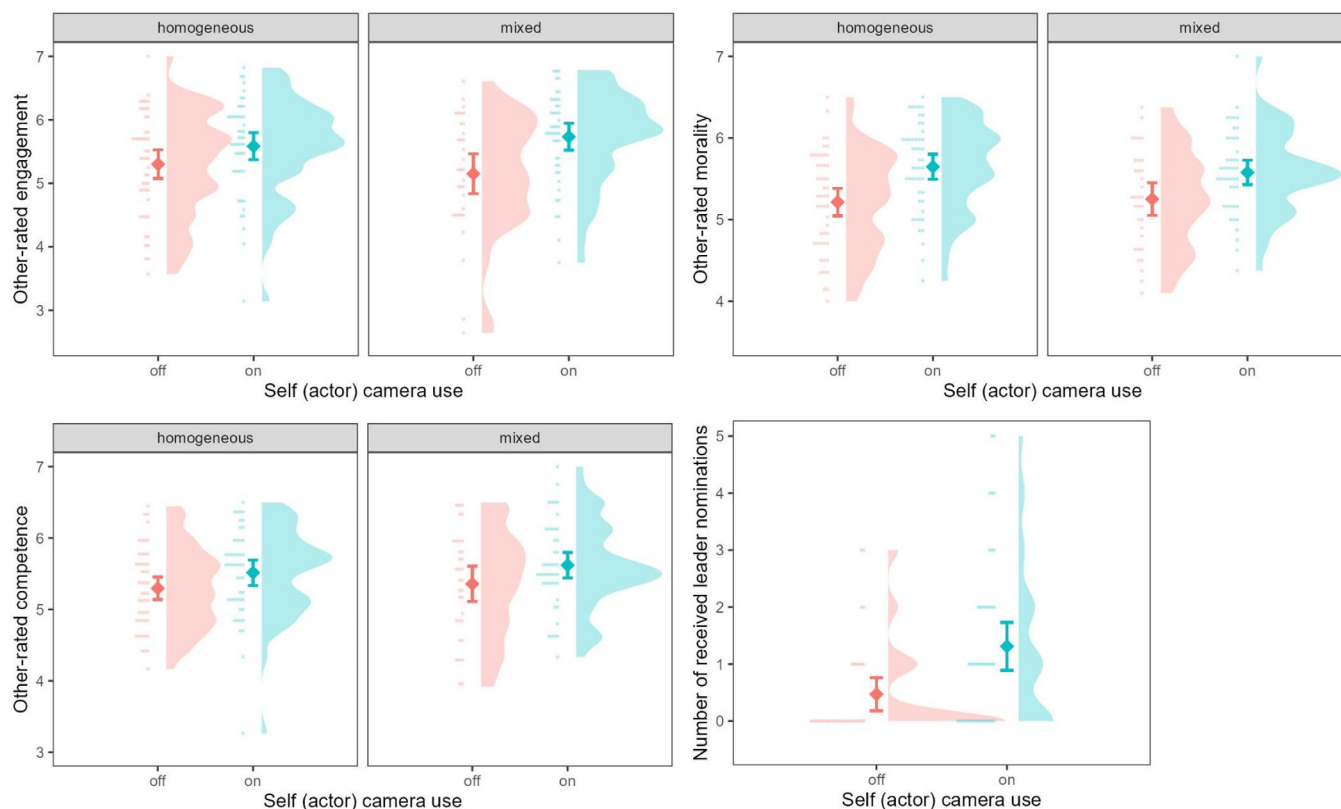 homogeneous
mixed
7
6
5
4
3
Other-rated engagement
off
on
off
on
Self (actor) camera use
homogeneous
mixed
7
6
5
4
Other-rated morality
off
on
off
on
Self (actor) camera use
homogeneous
mixed
7
6
5
4
3
Other-rated competence
off
on
off
on
Self (actor) camera use
5
4
3
2
1
0
Number of received leader nominations
off
on
Self (actor) camera use